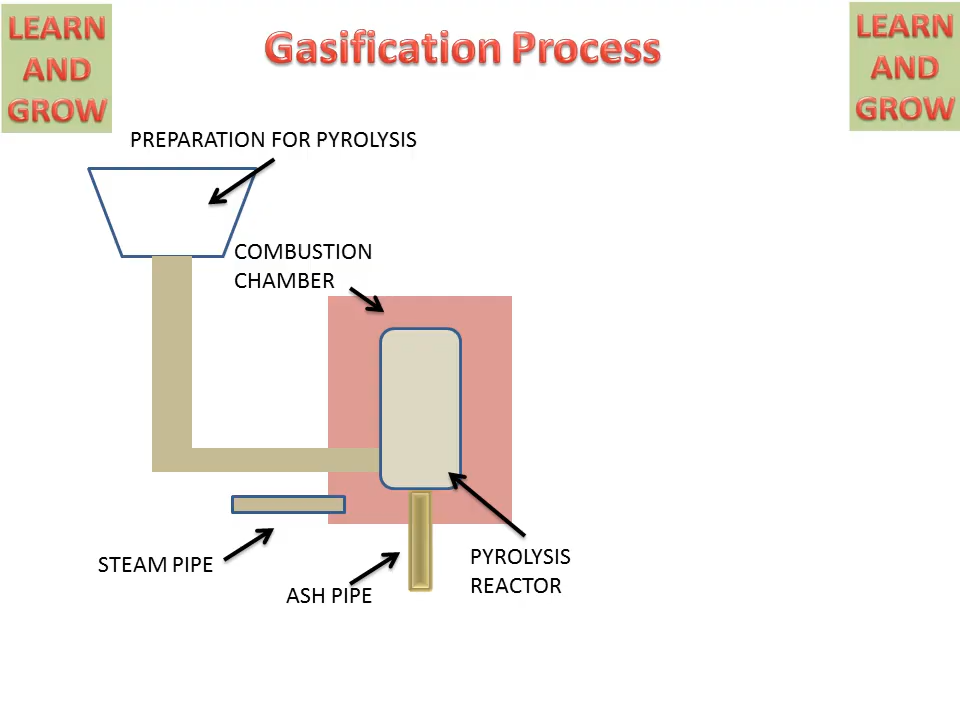 LEARN
AND
GROW
Gasification Process
LEARN
AND
GROW
PREPARATION FOR PYROLYSIS
COMBUSTION
CHAMBER
STEAM PIPE
ASH PIPE
PYROLYSIS
REACTOR